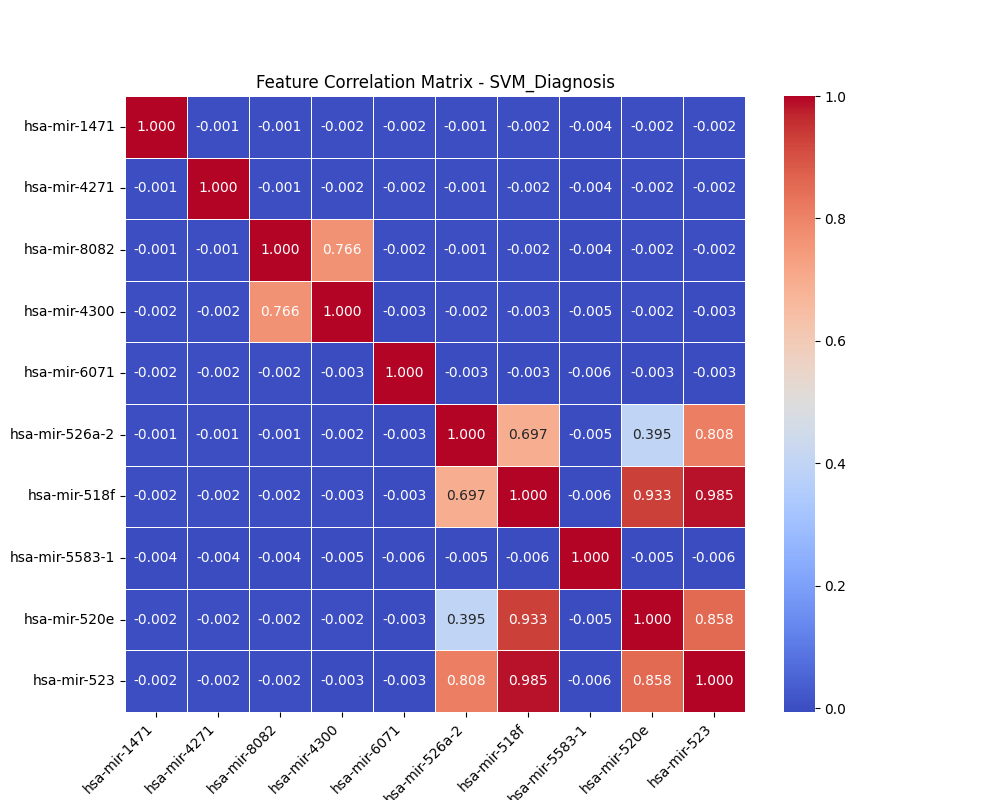 Feature Correlation Matrix - SVM_Diagnosis
hsa-mir-1471 1.000 -0.001 -0.001 -0.002 -0.002 -0.001 -0.002 -0.004 -0.002 -0.002
hsa-mir-4271 -0.001 1.000 -0.001 -0.002 -0.002 -0.001 -0.002 -0.004 -0.002 -0.002
hsa-mir-8082 -0.001 -0.001 1.000 0.766 -0.002 -0.001 -0.002 -0.004 -0.002 -0.002
hsa-mir-4300 -0.002 -0.002 0.766 1.000 -0.003 -0.002 -0.003 -0.005 -0.002 -0.003
hsa-mir-6071 -0.002 -0.002 -0.002 -0.003 1.000 -0.003 -0.003 -0.006 -0.003 -0.003
hsa-mir-526a-2 -0.001 -0.001 -0.001 -0.002 -0.003 1.000 0.697 -0.005 0.395 0.808
hsa-mir-518f -0.002 -0.002 -0.002 -0.003 -0.003 0.697 1.000 -0.006 0.933 0.985
hsa-mir-5583-1 -0.004 -0.004 -0.004 -0.005 -0.006 -0.005 -0.006 1.000 -0.005 -0.006
hsa-mir-520e -0.002 -0.002 -0.002 -0.002 -0.003 0.395 0.933 -0.005 1.000 0.858
hsa-mir-523 -0.002 -0.002 -0.002 -0.003 -0.003 0.808 0.985 -0.006 0.858 1.000
hsa-mir-1471 hsa-mir-4271 hsa-mir-8082 hsa-mir-4300 hsa-mir-6071 hsa-mir-526a-2 hsa-mir-518f hsa-mir-5583-1 hsa-mir-520e hsa-mir-523
1.0
0.8
0.6
0.4
0.2
0.0